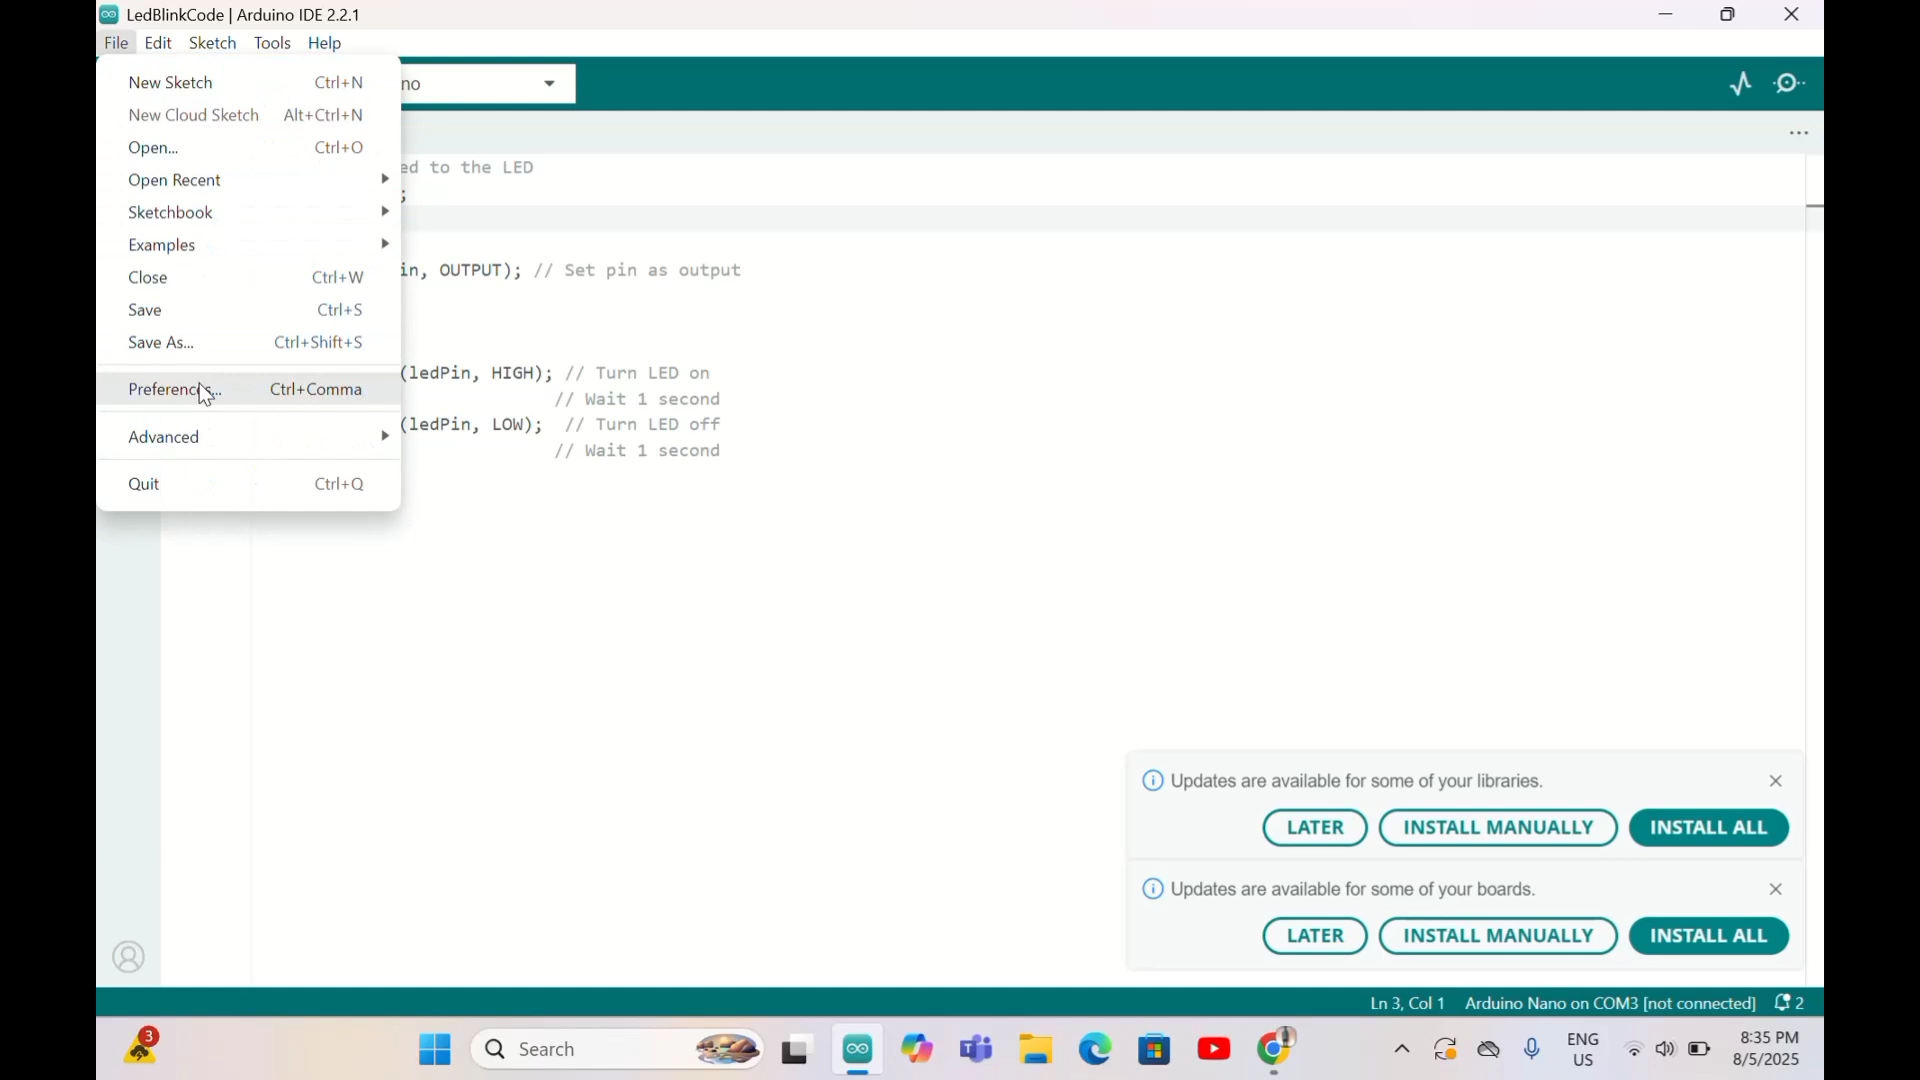 LedBlinkCode | Arduino IDE 2.2.1
File Edit Sketch Tools Help
New Sketch Ctrl+N
New Cloud Sketch Alt+Ctrl+N
Open... Ctrl+O
Open Recent
Sketchbook
Examples
Close Ctrl+W
Save Ctrl+S
Save As... Ctrl+Shift+S
Preferences... Ctrl+Comma
Advanced
Quit Ctrl+Q
no
ed to the LED
;
in, OUTPUT); // Set pin as output
(ledPin, HIGH); // Turn LED on
// Wait 1 second
(ledPin, LOW); // Turn LED off
// Wait 1 second
Updates are available for some of your libraries.
LATER INSTALL MANUALLY INSTALL ALL
Updates are available for some of your boards.
LATER INSTALL MANUALLY INSTALL ALL
Ln 3, Col 1 Arduino Nano on COM3 [not connected] 2
3
Search
ENG
US
8:35 PM
8/5/2025